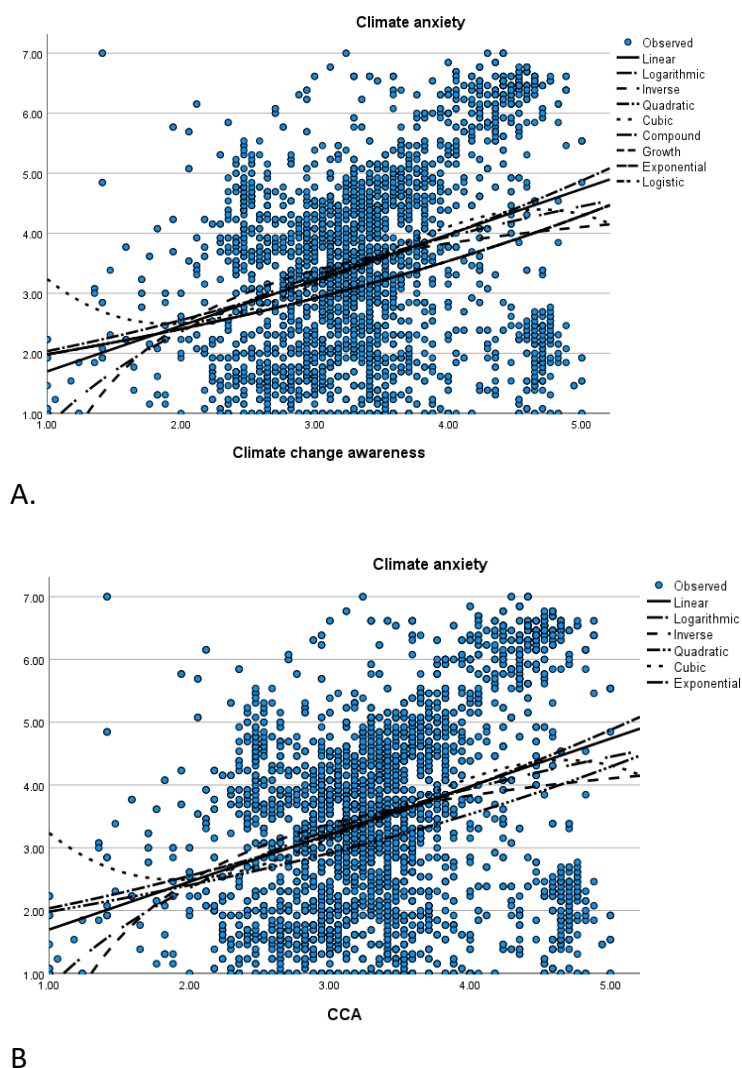 Climate anxiety
7.00
6.00
5.00
4.00
3.00
2.00
1.00
1.00 2.00 3.00 4.00 5.00
Climate change awareness
Observed
Linear
Logarithmic
Inverse
Quadratic
Cubic
Compound
Growth
Exponential
Logistic
A.
Climate anxiety
7.00
6.00
5.00
4.00
3.00
2.00
1.00
1.00 2.00 3.00 4.00 5.00
CCA
Observed
Linear
Logarithmic
Inverse
Quadratic
Cubic
Exponential
B